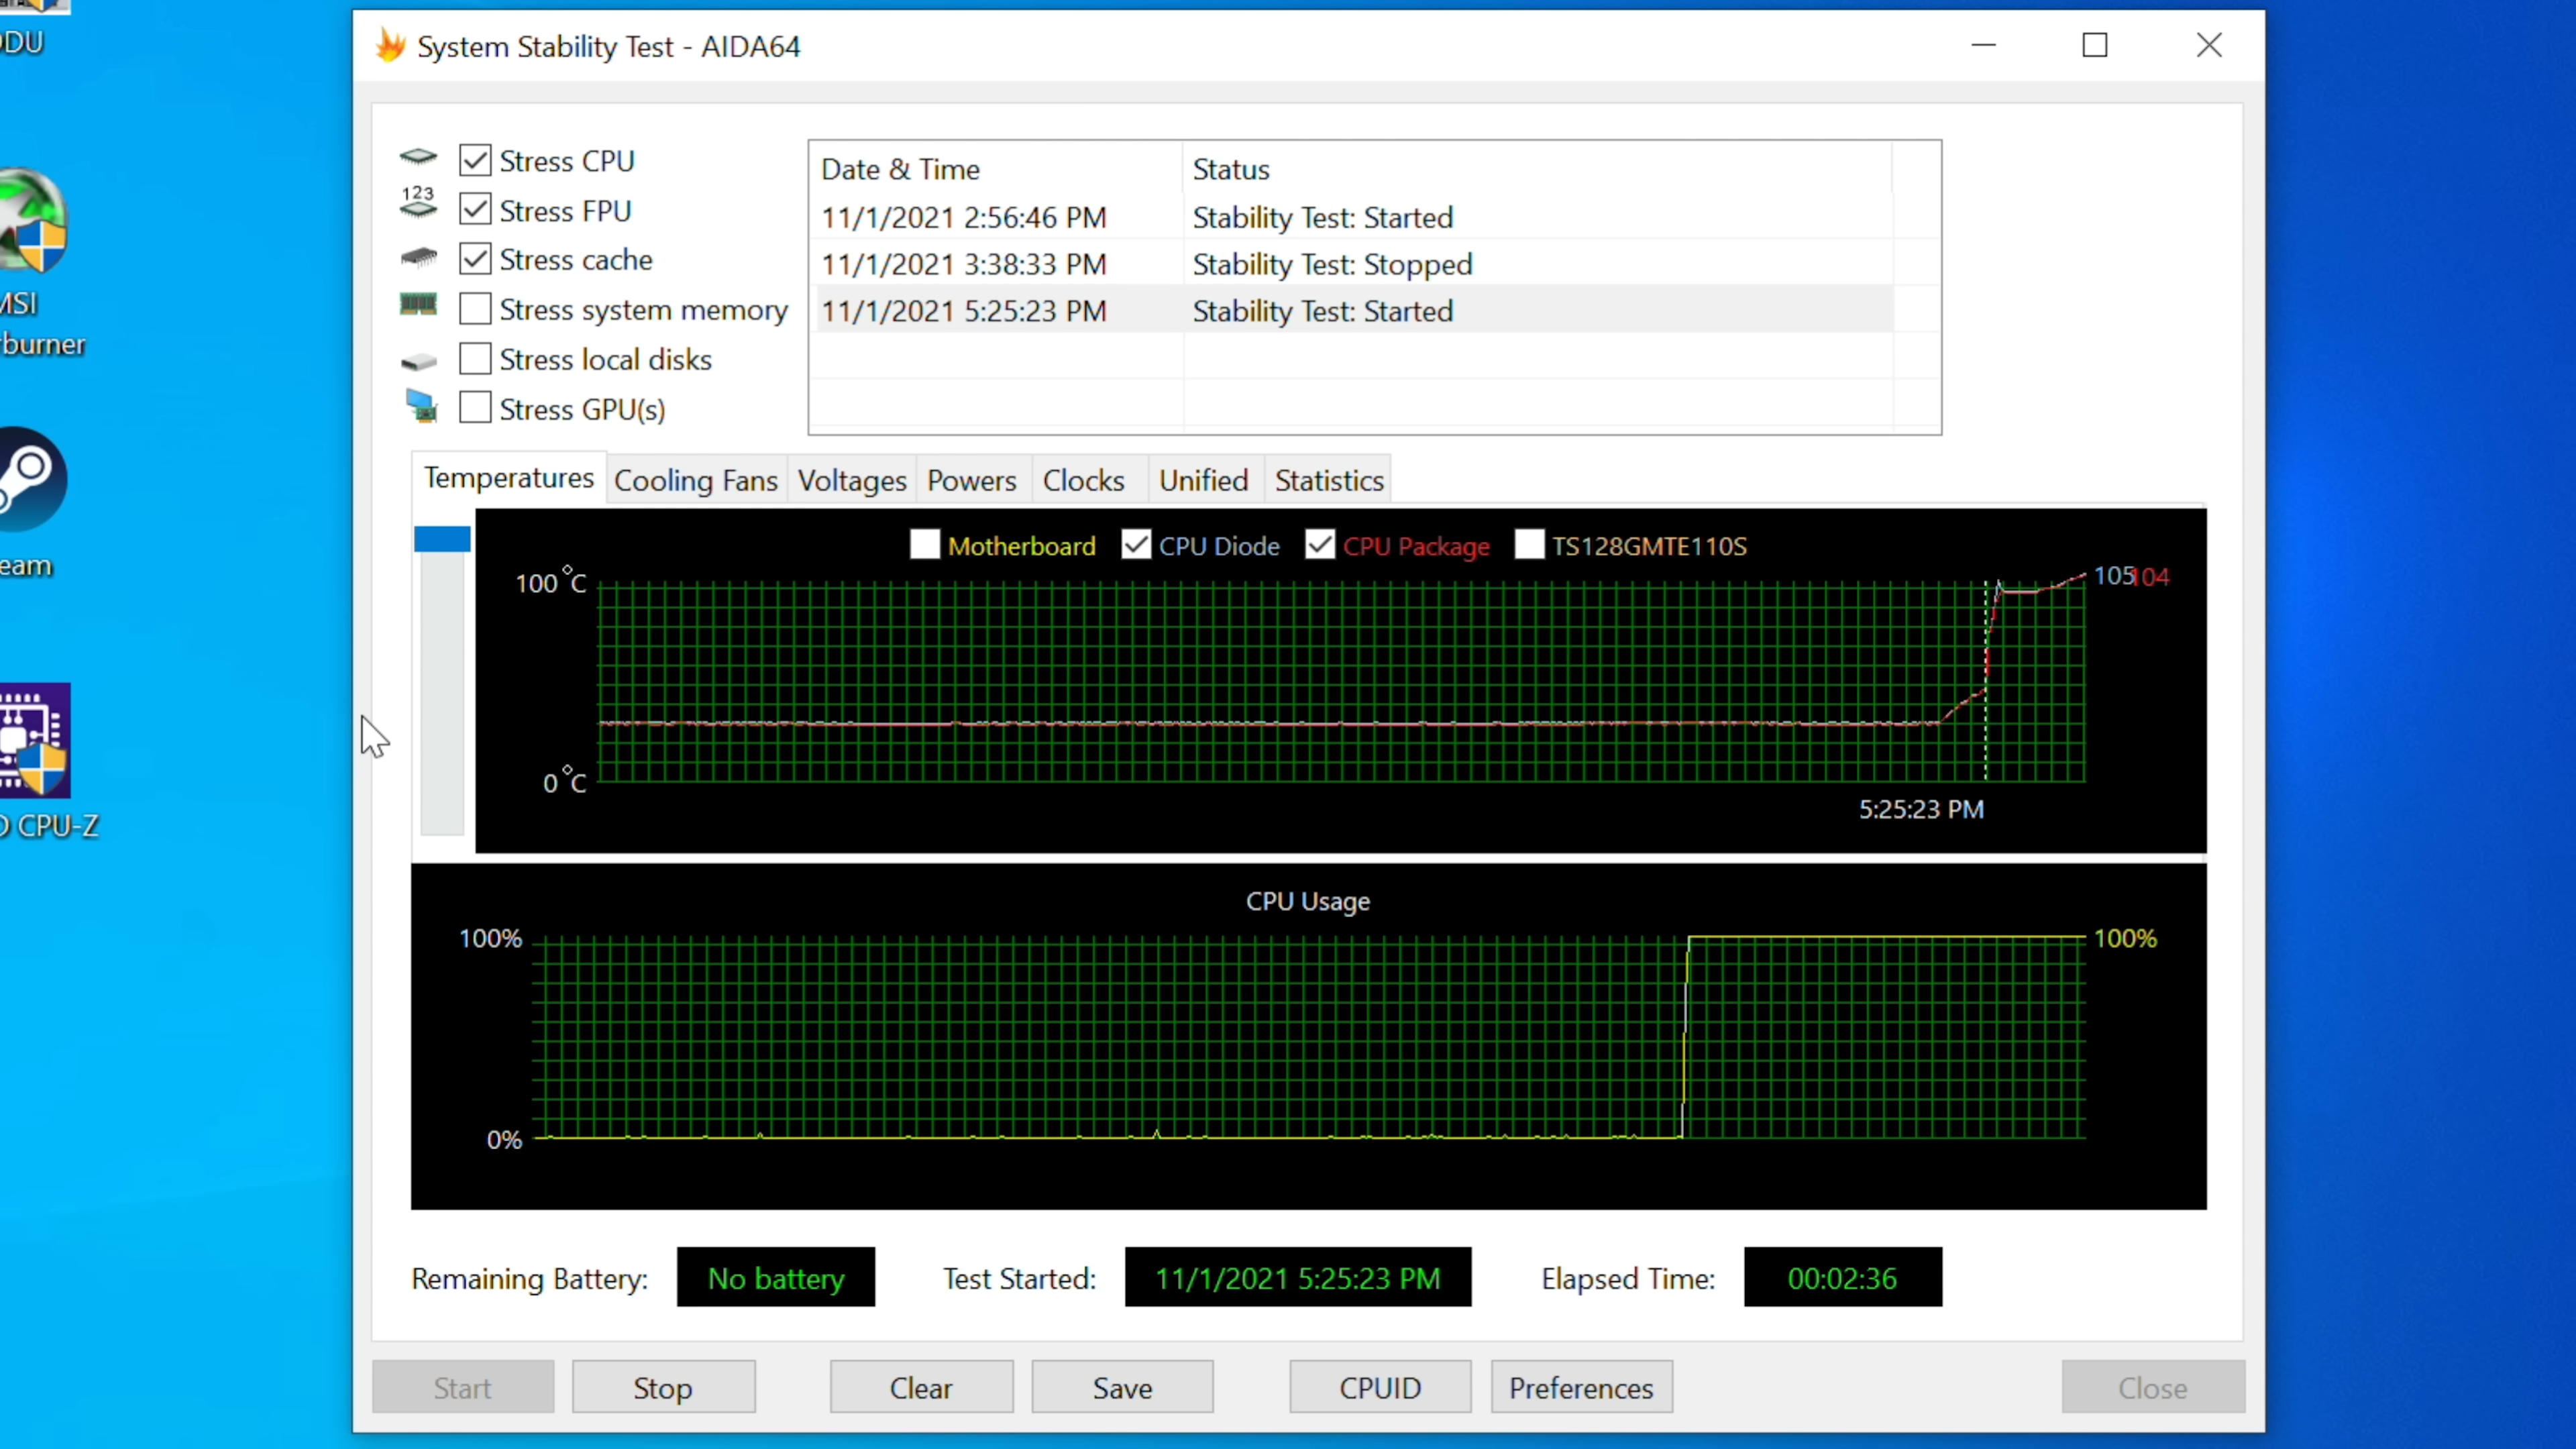 DDU
MSI
rburner
eam
D CPU-Z
System Stability Test - AIDA64
Stress CPU
123
Stress FPU
Stress cache
Stress system memory
Stress local disks
Stress GPU(s)
Date & Time Status
11/1/2021 2:56:46 PM Stability Test: Started
11/1/2021 3:38:33 PM Stability Test: Stopped
11/1/2021 5:25:23 PM Stability Test: Started
Temperatures Cooling Fans Voltages Powers Clocks Unified Statistics
Motherboard CPU Diode CPU Package TS128GMTE110S
100°C
105 104
0°C
5:25:23 PM
CPU Usage
100% 100%
0%
Remaining Battery: No battery Test Started: 11/1/2021 5:25:23 PM Elapsed Time: 00:02:36
Start Stop Clear Save CPUID Preferences Close